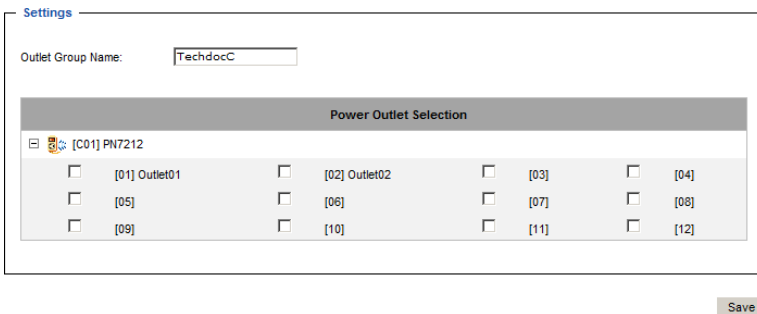 Settings
Outlet Group Name: TechdocC
Power Outlet Selection
[C01] PN7212
[01] Outlet01 [02] Outlet02 [03] [04]
[05] [06] [07] [08]
[09] [10] [11] [12]
Save